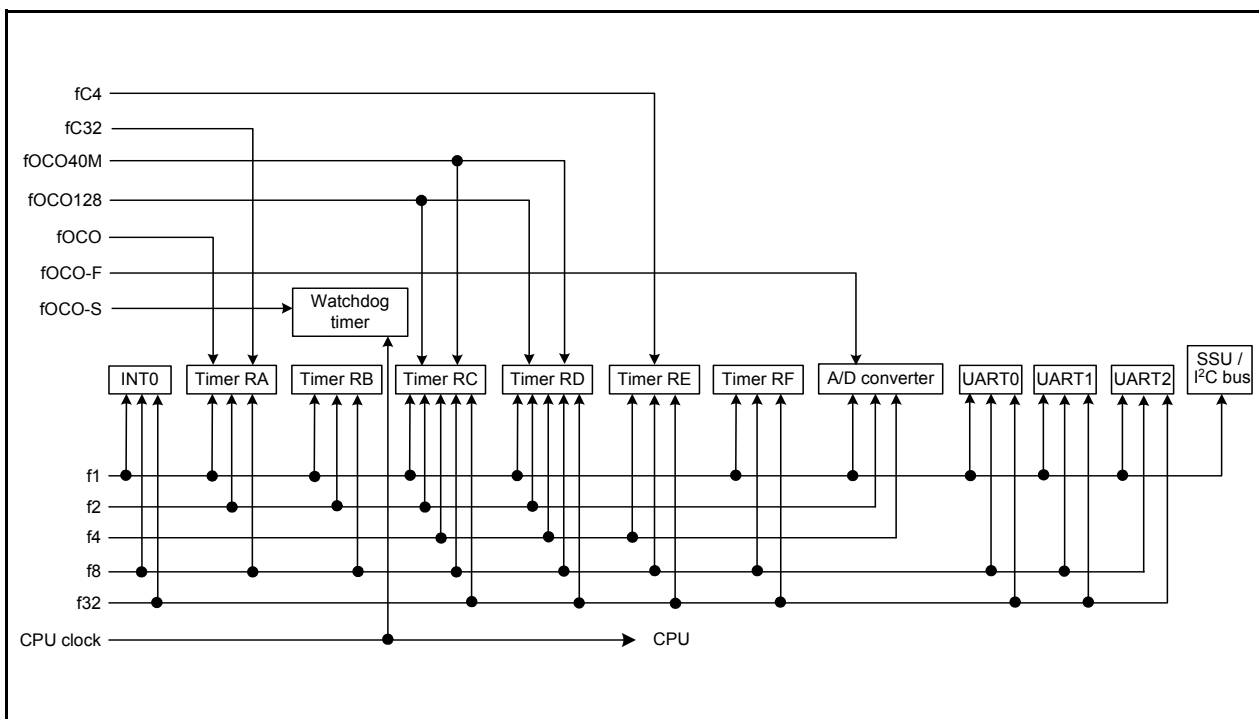 fC4
fC32
fOCO40M
fOCO128
fOCO
fOCO-F
fOCO-S
Watchdog
timer
INT0
Timer RA
Timer RB
Timer RC
Timer RD
Timer RE
Timer RF
A/D converter
UART0
UART1
UART2
SSU /
I²C bus
f1
f2
f4
f8
f32
CPU clock
CPU